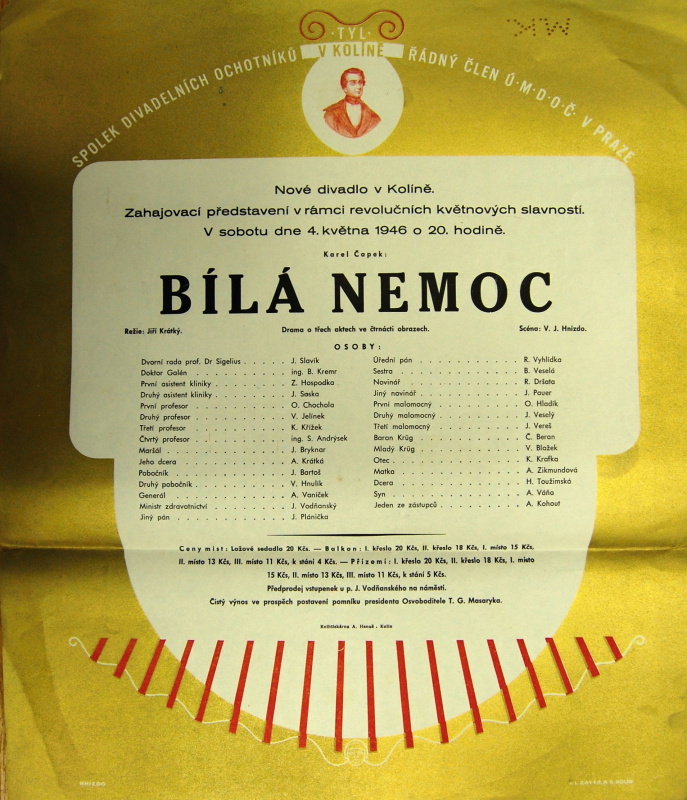 TYL
V KOLÍNĚ
SPOLEK DIVADELNÍCH OCHOTNÍKŮ
ŘÁDNÝ ČLEN Ú·M·D·O·Č· V PRAZE
Nové divadlo v Kolíně.
Zahajovací představení v rámci revolučních květnových slavností.
V sobotu dne 4. května 1946 o 20. hodině.
Karel Čapek:
BÍLÁ NEMOC
Režie: Jiří Krátký. Drama o třech aktech ve čtrnácti obrazech. Scéna: V. J. Hnízdo.
OSOBY:
Dvorní rada prof. Dr Sigelius . . . . . J. Slavík
Doktor Galén . . . . . ing. B. Kremr
První asistent kliniky . . . . . Z. Hospodka
Druhý asistent kliniky . . . . . J. Saska
První profesor . . . . . O. Chochola
Druhý profesor . . . . . V. Jelínek
Třetí profesor . . . . . K. Křížek
Čtvrtý profesor . . . . . ing. S. Andrýsek
Maršál . . . . . J. Bryknar
Jeho dcera . . . . . A. Krátká
Pobočník . . . . . J. Bartoš
Druhý pobočník . . . . . V. Hnulík
Generál . . . . . A. Vaníček
Ministr zdravotnictví . . . . . J. Vodňanský
Jiný pán . . . . . J. Plánička
Úřední pán . . . . . R. Vyhlídka
Sestra . . . . . B. Veselá
Novinář . . . . . R. Dršata
Jiný novinář . . . . . J. Pauer
První malomocný . . . . . O. Hladík
Druhý malomocný . . . . . J. Veselý
Třetí malomocný . . . . . J. Vereš
Baron Krüg . . . . . Č. Beran
Mladý Krüg . . . . . V. Blažek
Otec . . . . . K. Krafka
Matka . . . . . A. Zikmundová
Dcera . . . . . H. Toužimská
Syn . . . . . A. Váňa
Jeden ze zástupců . . . . . A. Kohout
Ceny míst: Ložové sedadlo 20 Kčs. — Balkon: I. křeslo 20 Kčs, II. křeslo 18 Kčs, I. místo 15 Kčs,
II. místo 13 Kčs, III. místo 11 Kčs, k stání 4 Kčs. — Přízemí: I. křeslo 20 Kčs, II. křeslo 18 Kčs, I. místo
15 Kčs, II. místo 13 Kčs, III. místo 11 Kčs, k stání 5 Kčs.
Předprodej vstupenek u p. J. Vodňanského na náměstí.
Čistý výnos ve prospěch postavení pomníku presidenta Osvoboditele T. G. Masaryka.
Knihtiskárna A. Hanuš . Kolín
HNÍZDO